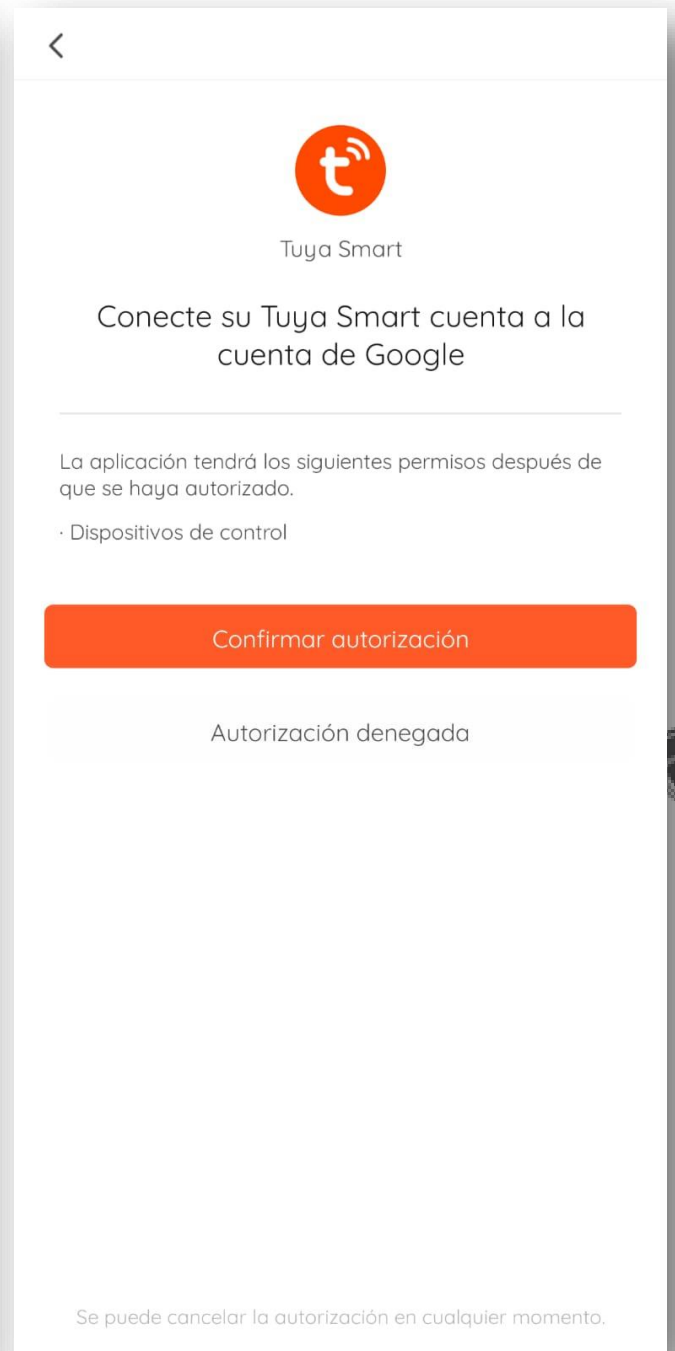 Tuya Smart
Conecte su Tuya Smart cuenta a la
cuenta de Google
La aplicación tendrá los siguientes permisos después de
que se haya autorizado.
· Dispositivos de control
Confirmar autorización
Autorización denegada
Se puede cancelar la autorización en cualquier momento.